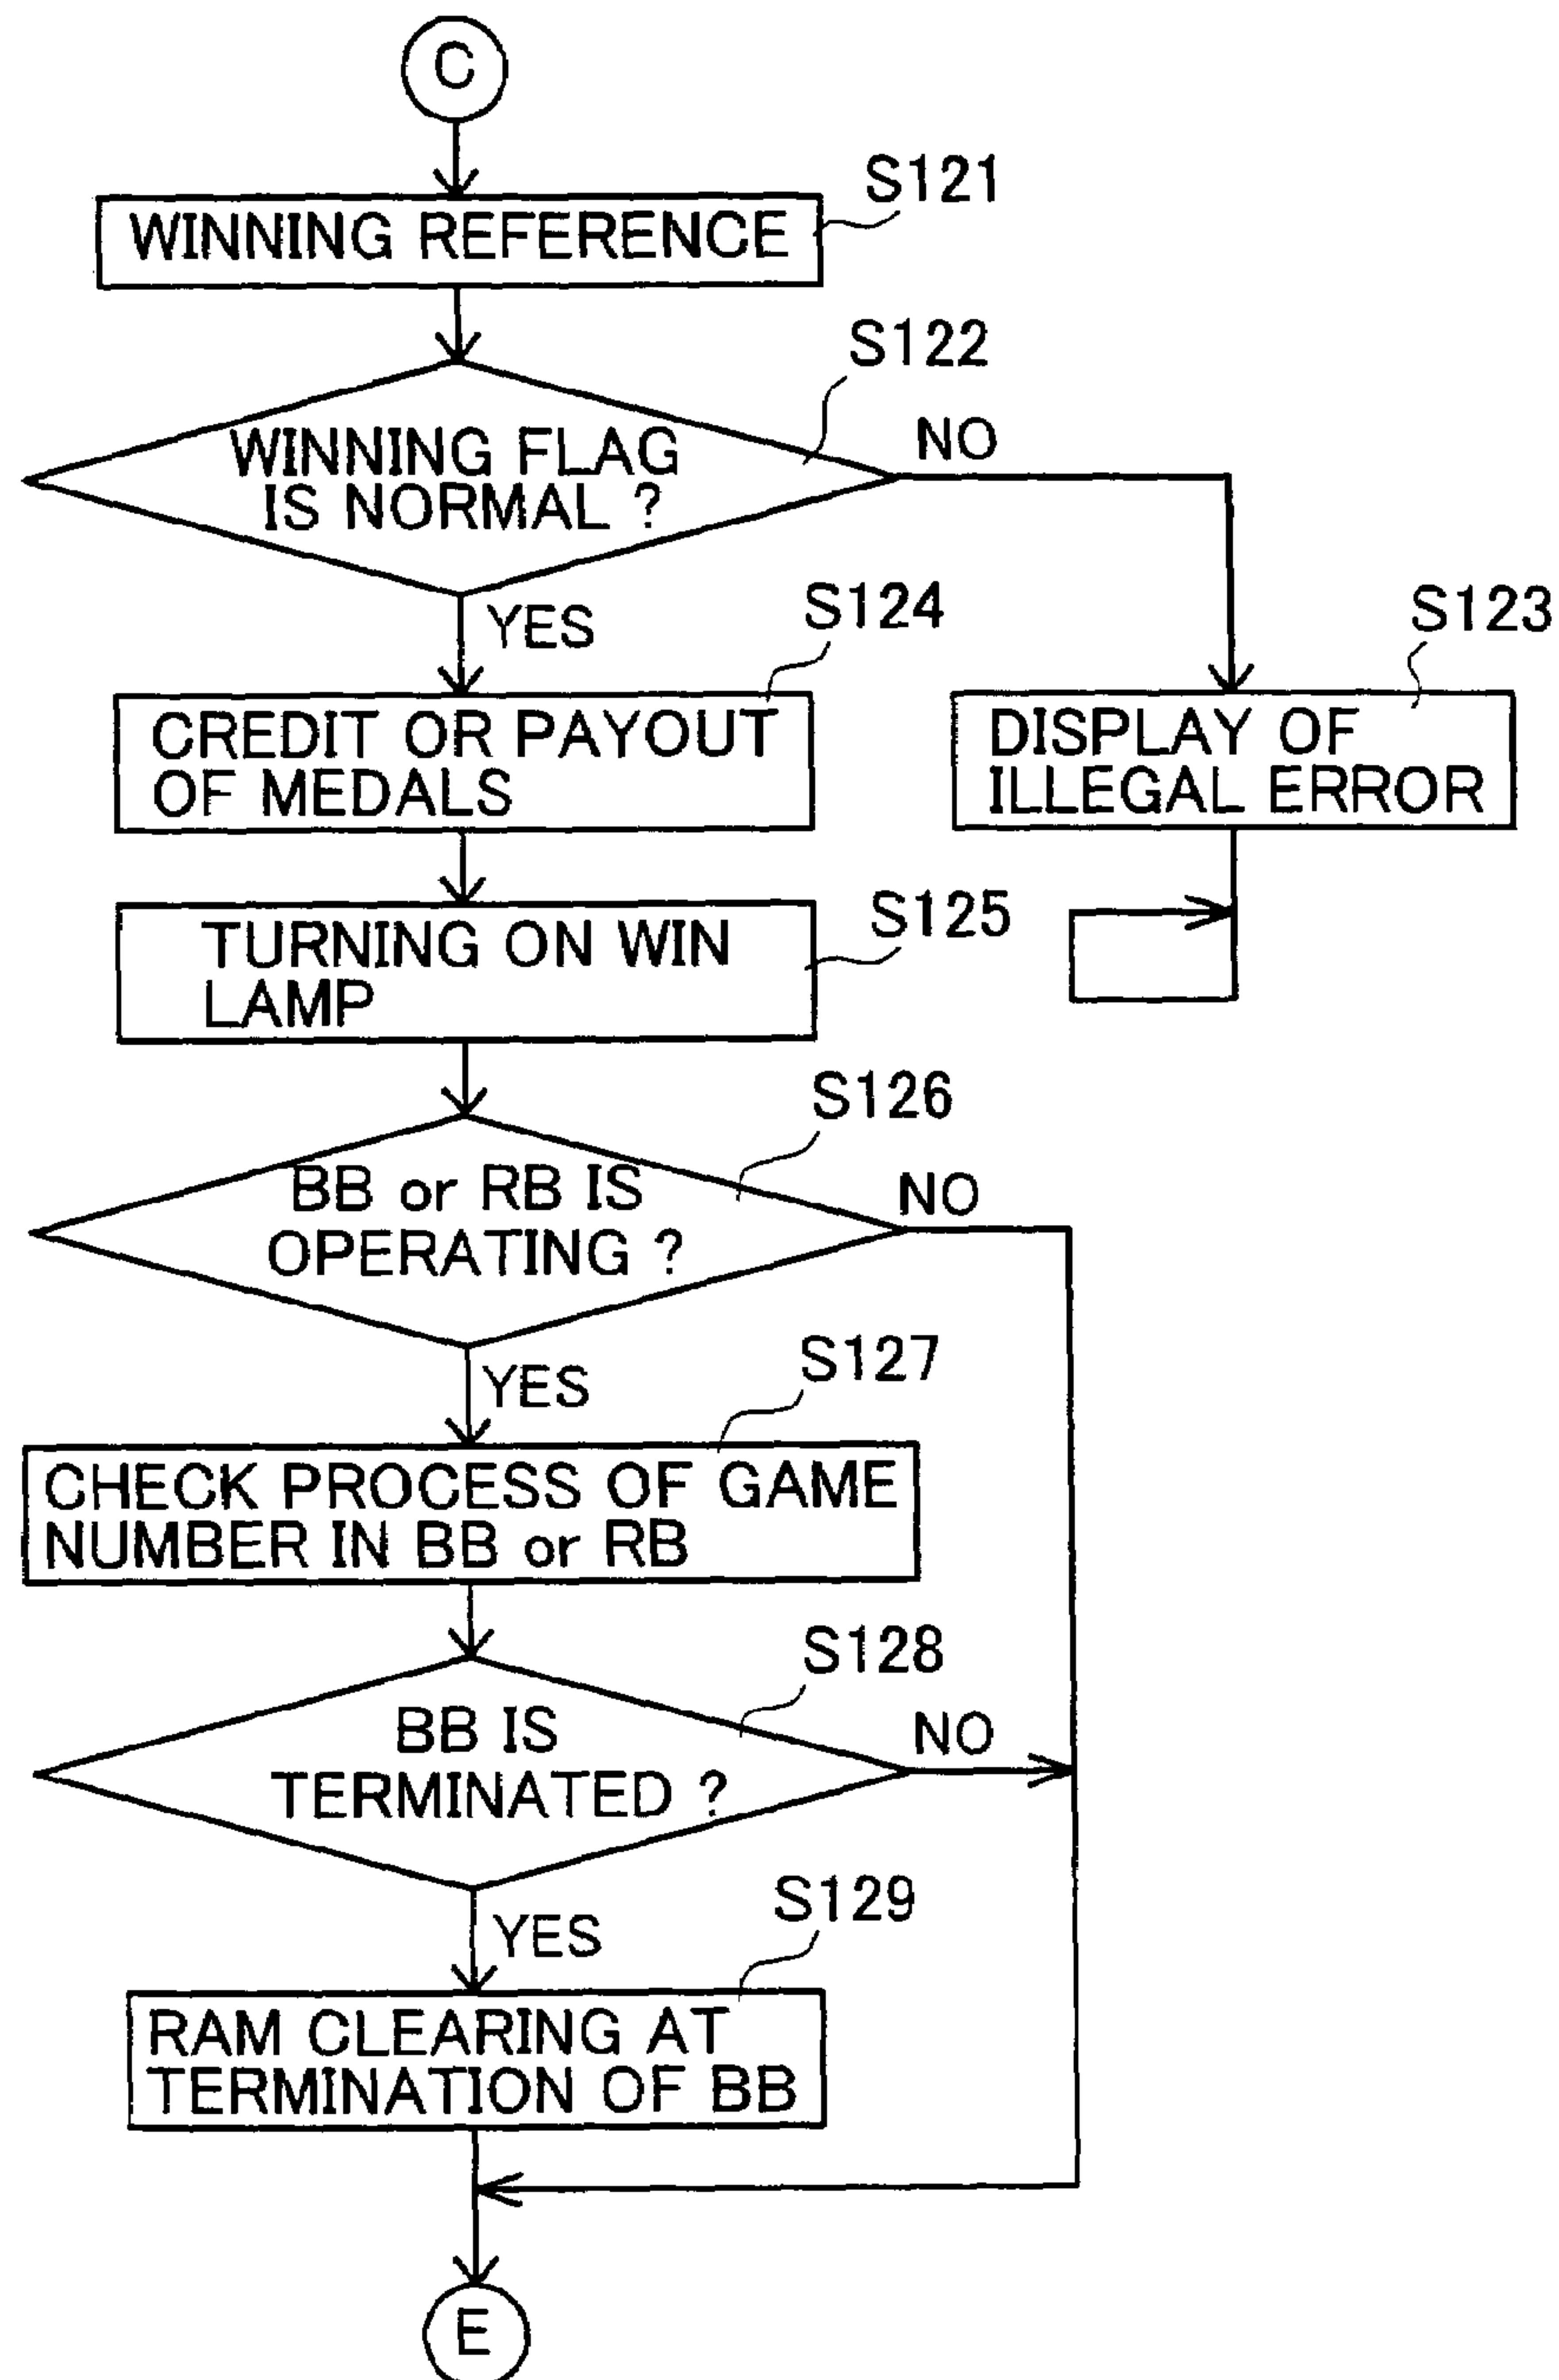 C
S121
WINNING REFERENCE
S122
WINNING FLAG
IS NORMAL ?
NO
YES
S124
CREDIT OR PAYOUT
OF MEDALS
S123
DISPLAY OF
ILLEGAL ERROR
S125
TURNING ON WIN
LAMP
S126
BB or RB IS
OPERATING ?
NO
YES
S127
CHECK PROCESS OF GAME
NUMBER IN BB or RB
S128
BB IS
TERMINATED ?
NO
YES
S129
RAM CLEARING AT
TERMINATION OF BB
E